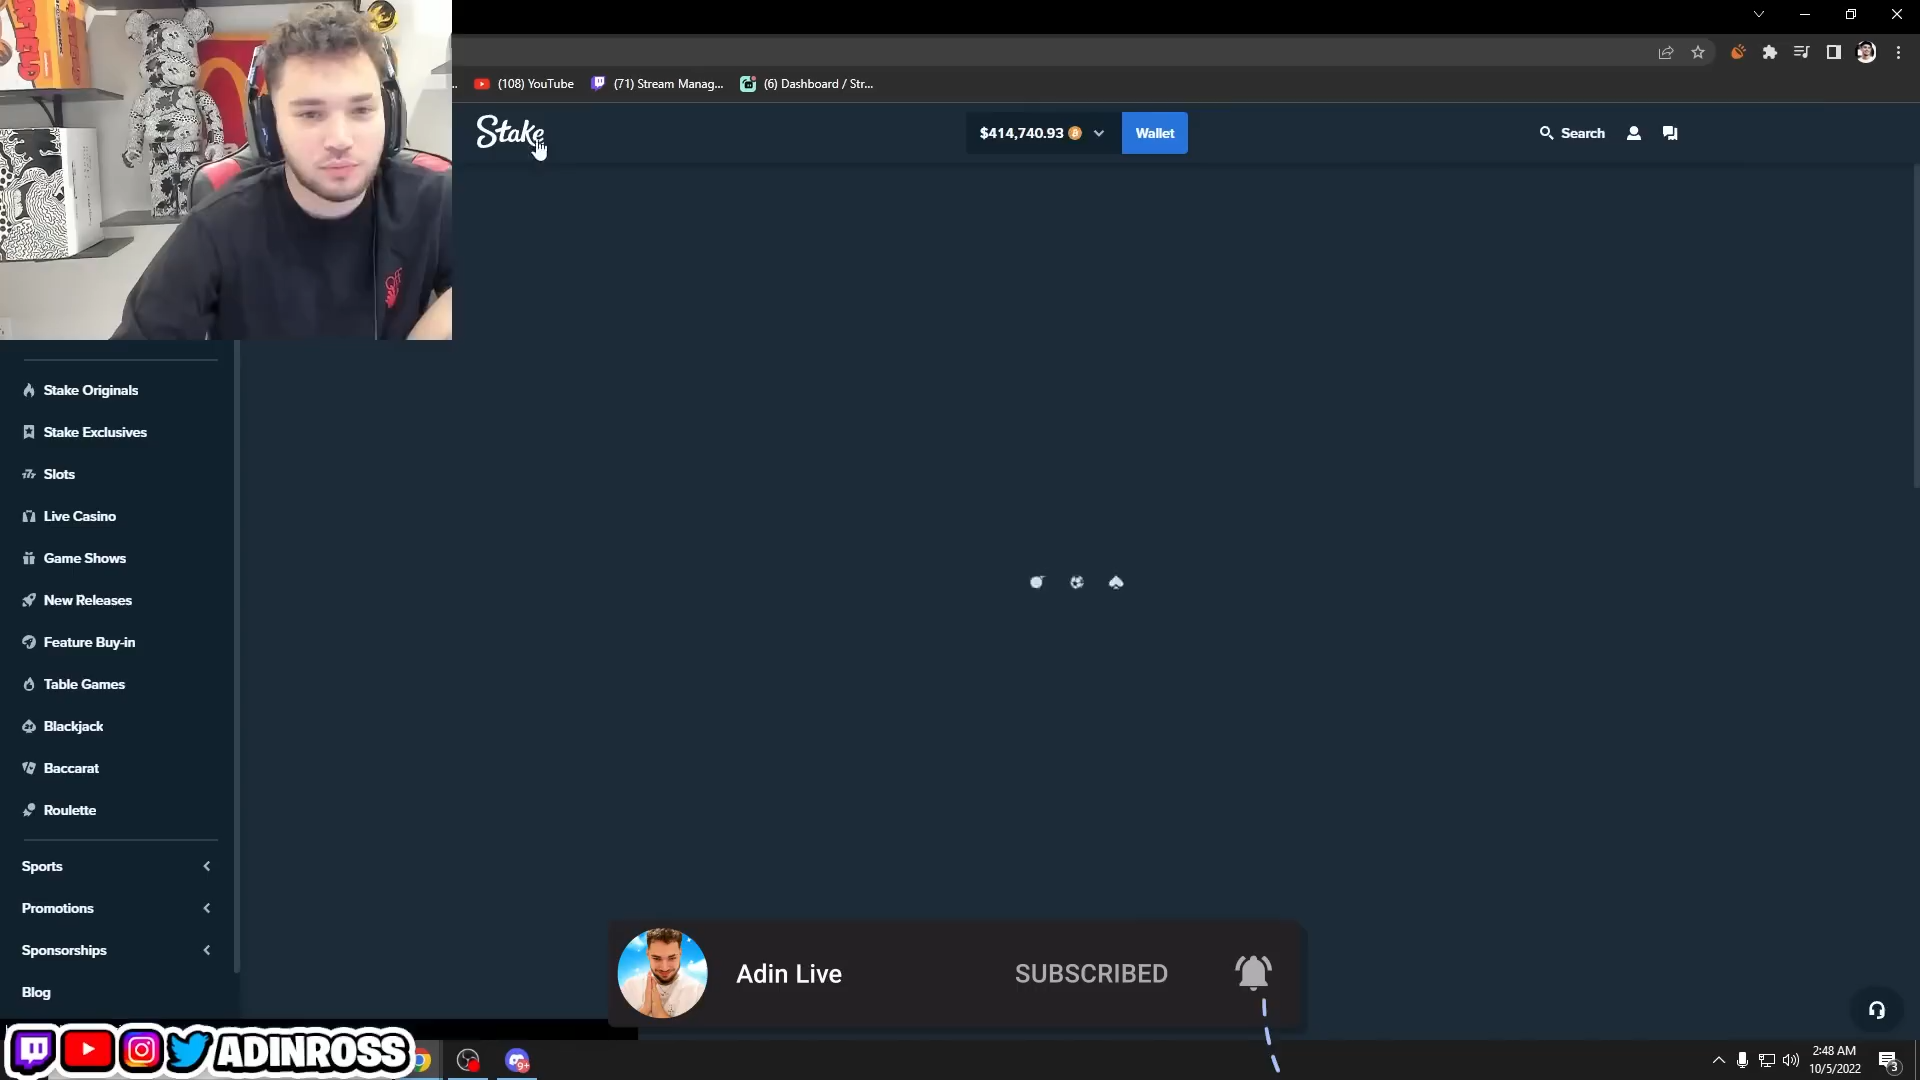 (108) YouTube
(71) Stream Manag...
(6) Dashboard / Str...
Stake
$414,740.93
Wallet
Search
Stake Originals
Stake Exclusives
Slots
Live Casino
Game Shows
New Releases
Feature Buy-in
Table Games
Blackjack
Baccarat
Roulette
Sports
Promotions
Sponsorships
Blog
Adin Live
SUBSCRIBED
ADINROSS
9+
2:48 AM
10/5/2022
3